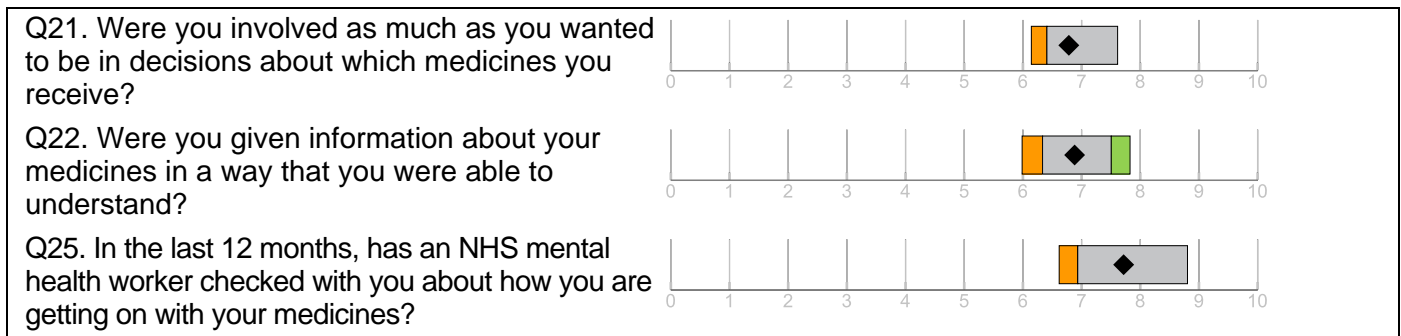 Q21. Were you involved as much as you wanted
to be in decisions about which medicines you
receive?
0 1 2 3 4 5 6 7 8 9 10
Q22. Were you given information about your
medicines in a way that you were able to
understand?
0 1 2 3 4 5 6 7 8 9 10
Q25. In the last 12 months, has an NHS mental
health worker checked with you about how you are
getting on with your medicines?
0 1 2 3 4 5 6 7 8 9 10